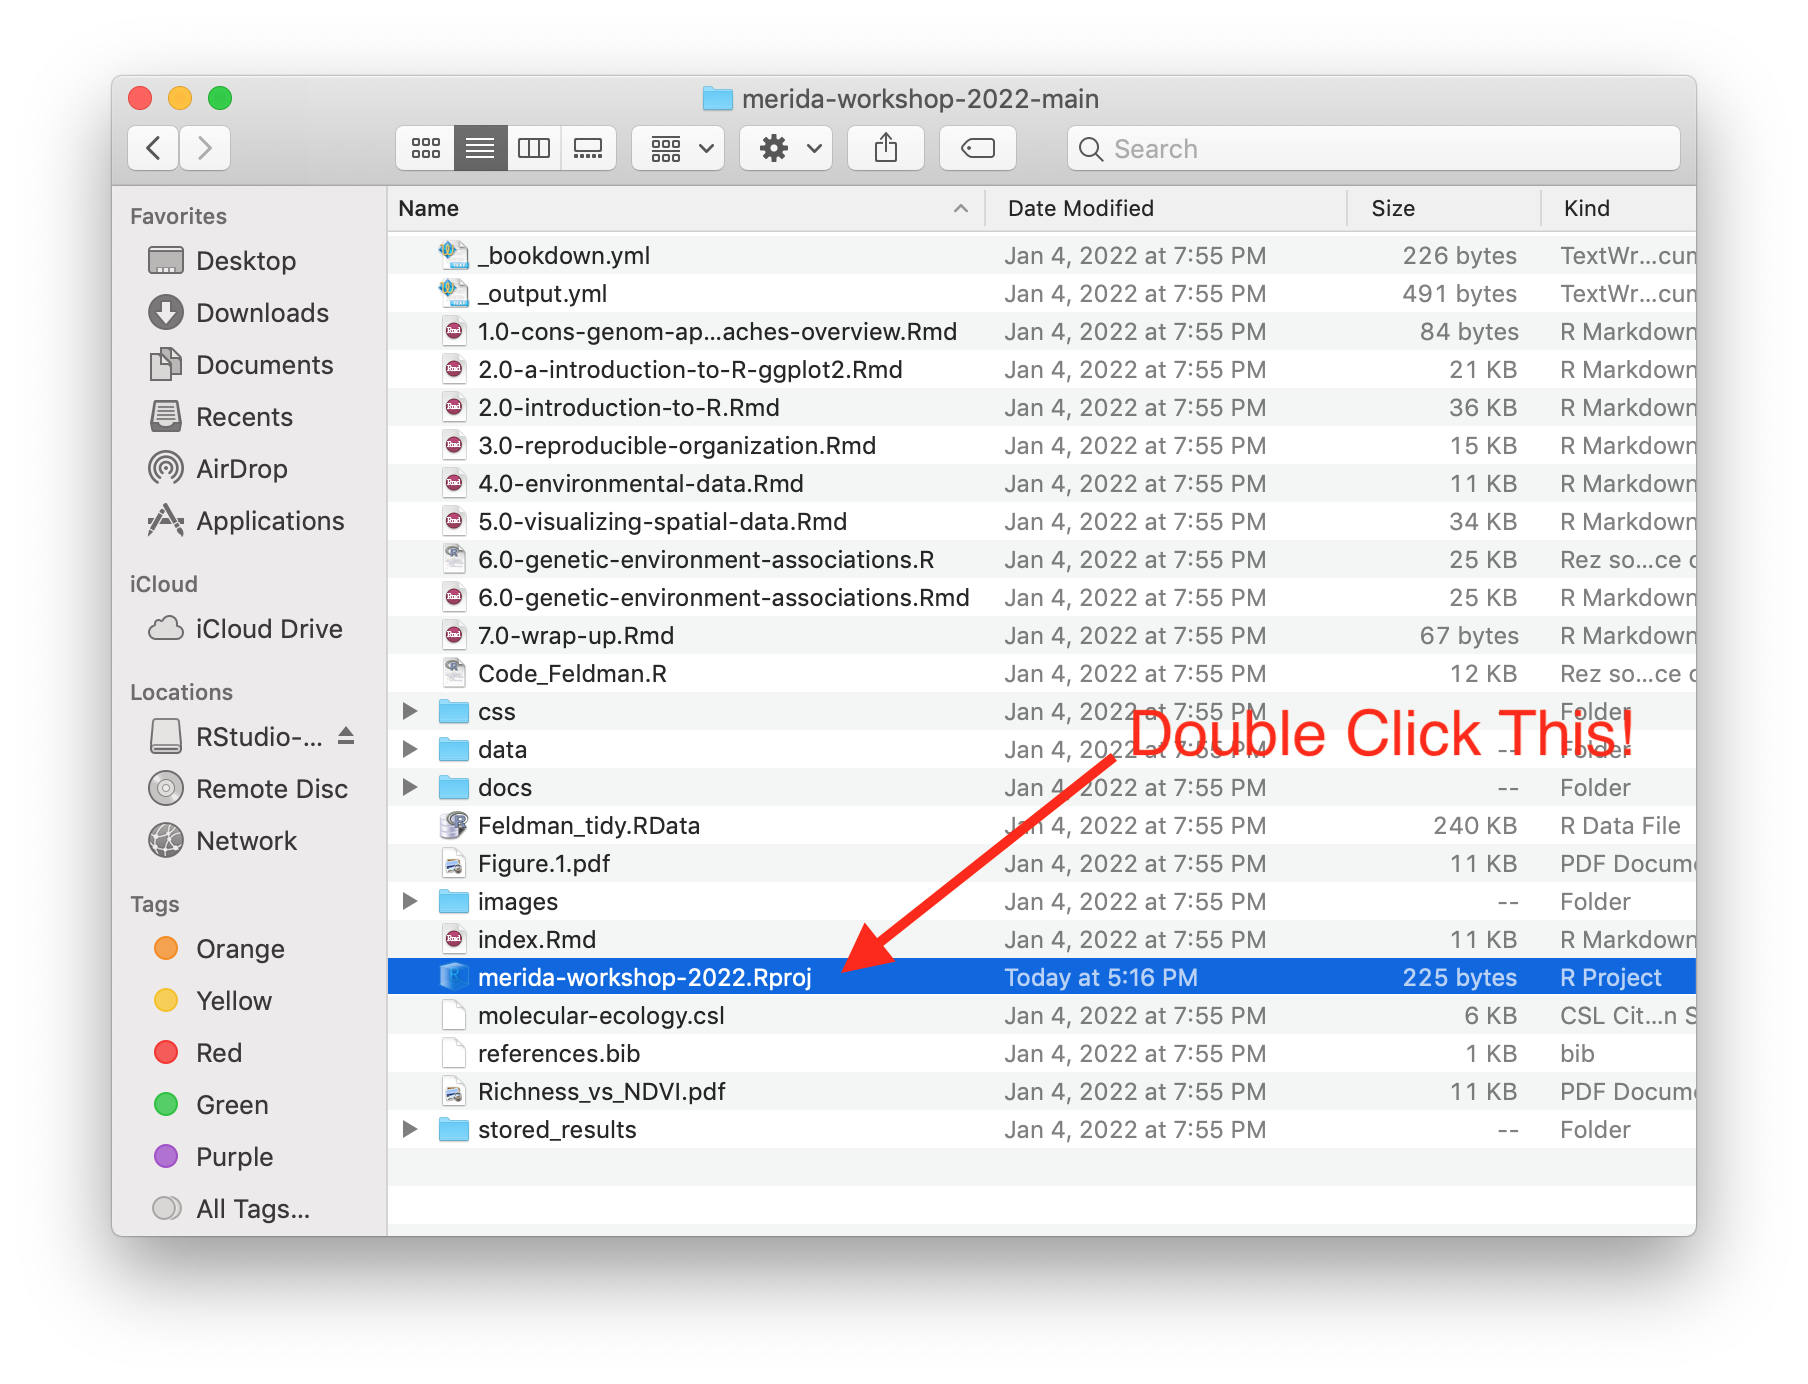 merida-workshop-2022-main
Search
Favorites
Desktop
Downloads
Documents
Recents
AirDrop
Applications
iCloud
iCloud Drive
Locations
RStudio-...
Remote Disc
Network
Tags
Orange
Yellow
Red
Green
Purple
All Tags...
Name Date Modified Size Kind
_bookdown.yml Jan 4, 2022 at 7:55 PM 226 bytes TextWr...cun
_output.yml Jan 4, 2022 at 7:55 PM 491 bytes TextWr...cun
1.0-cons-genom-ap...aches-overview.Rmd Jan 4, 2022 at 7:55 PM 84 bytes R Markdown
2.0-a-introduction-to-R-ggplot2.Rmd Jan 4, 2022 at 7:55 PM 21 KB R Markdown
2.0-introduction-to-R.Rmd Jan 4, 2022 at 7:55 PM 36 KB R Markdown
3.0-reproducible-organization.Rmd Jan 4, 2022 at 7:55 PM 15 KB R Markdown
4.0-environmental-data.Rmd Jan 4, 2022 at 7:55 PM 11 KB R Markdown
5.0-visualizing-spatial-data.Rmd Jan 4, 2022 at 7:55 PM 34 KB R Markdown
6.0-genetic-environment-associations.R Jan 4, 2022 at 7:55 PM 25 KB Rez so...ce c
6.0-genetic-environment-associations.Rmd Jan 4, 2022 at 7:55 PM 25 KB R Markdown
7.0-wrap-up.Rmd Jan 4, 2022 at 7:55 PM 67 bytes R Markdown
Code_Feldman.R Jan 4, 2022 at 7:55 PM 12 KB Rez so...ce c
css Jan 4, 2022 at 7:55 PM Folder
Double Click This!
data Jan 4, 2022 at 7:55 PM -- Folder
docs Jan 4, 2022 at 7:55 PM -- Folder
Feldman_tidy.RData Jan 4, 2022 at 7:55 PM 240 KB R Data File
Figure.1.pdf Jan 4, 2022 at 7:55 PM 11 KB PDF Docume
images Jan 4, 2022 at 7:55 PM -- Folder
index.Rmd Jan 4, 2022 at 7:55 PM 11 KB R Markdown
merida-workshop-2022.Rproj Today at 5:16 PM 225 bytes R Project
molecular-ecology.csl Jan 4, 2022 at 7:55 PM 6 KB CSL Cit...n S
references.bib Jan 4, 2022 at 7:55 PM 1 KB bib
Richness_vs_NDVI.pdf Jan 4, 2022 at 7:55 PM 11 KB PDF Docume
stored_results Jan 4, 2022 at 7:55 PM -- Folder